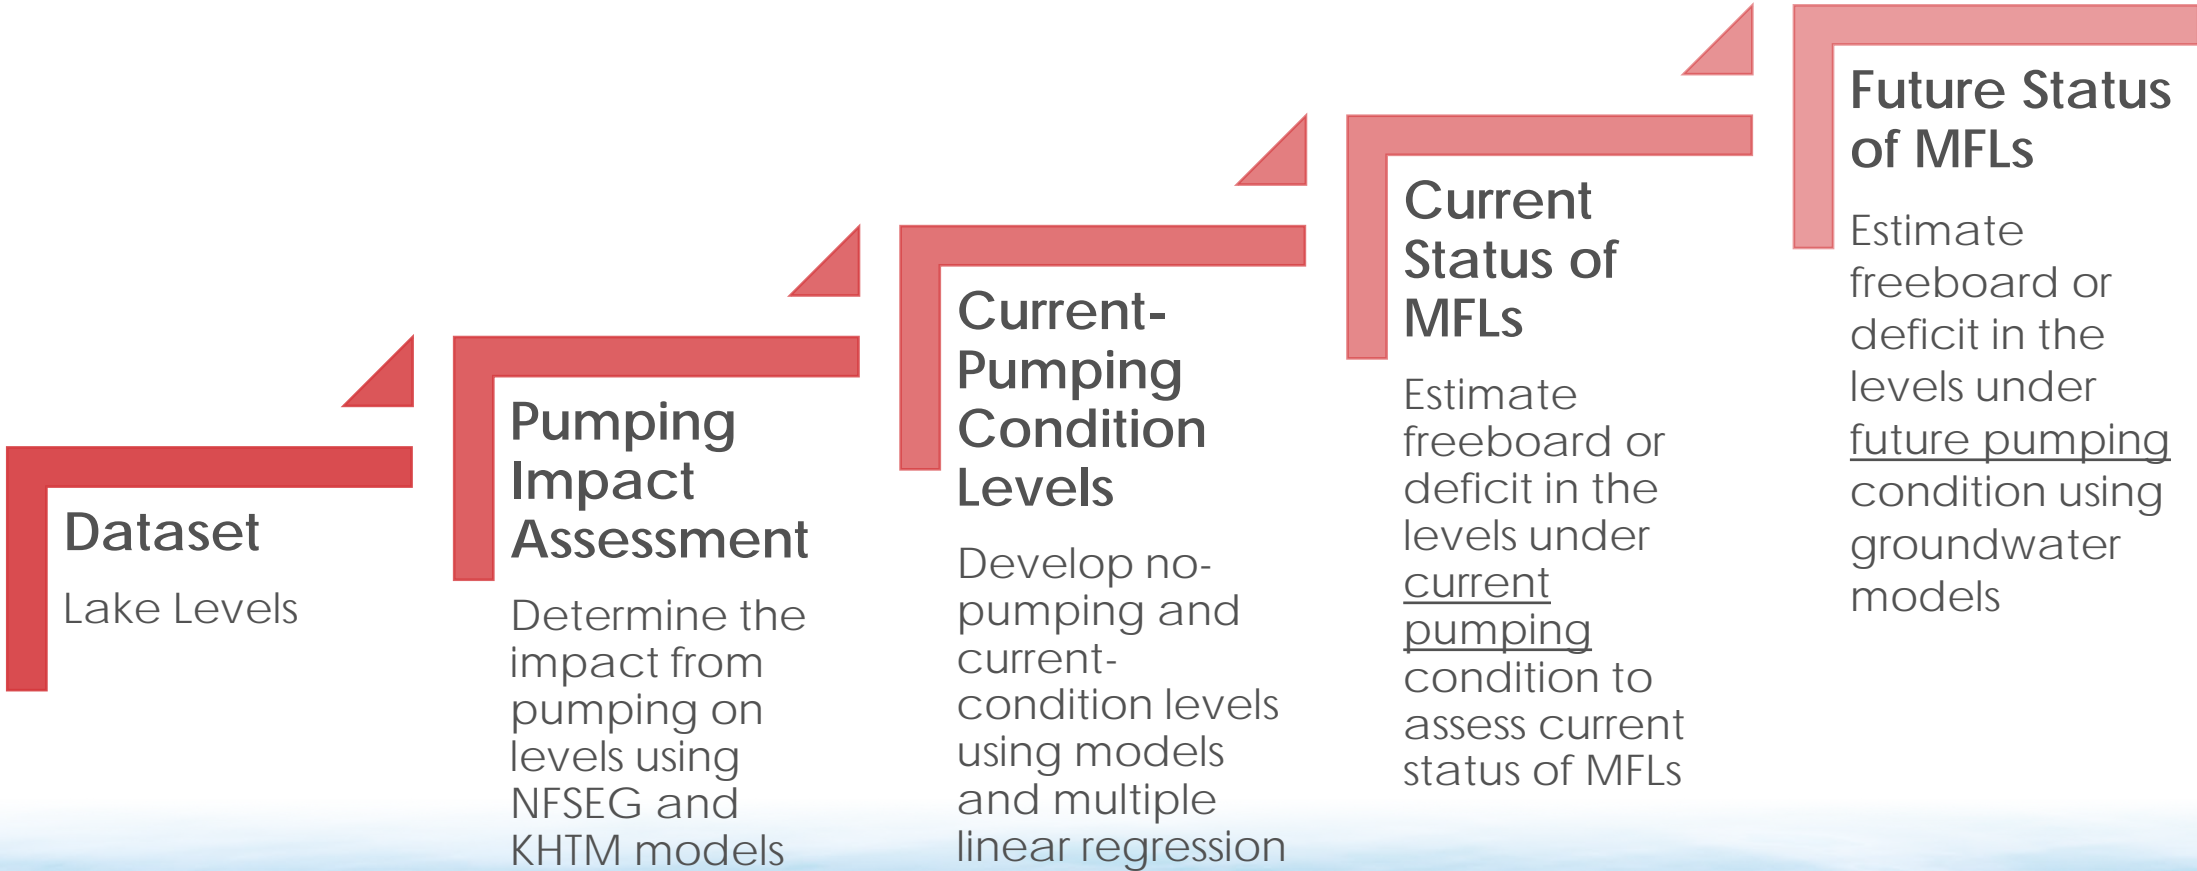 Dataset
Lake Levels
Pumping
Impact
Assessment
Determine the
impact from
pumping on
levels using
NFSEG and
KHTM models
Current-
Pumping
Condition
Levels
Develop no-
pumping and
current-
condition levels
using models
and multiple
linear regression
Current
Status of
MFLs
Estimate
freeboard or
deficit in the
levels under
current
pumping
condition to
assess current
status of MFLs
Future Status
of MFLs
Estimate
freeboard or
deficit in the
levels under
future pumping
condition using
groundwater
models